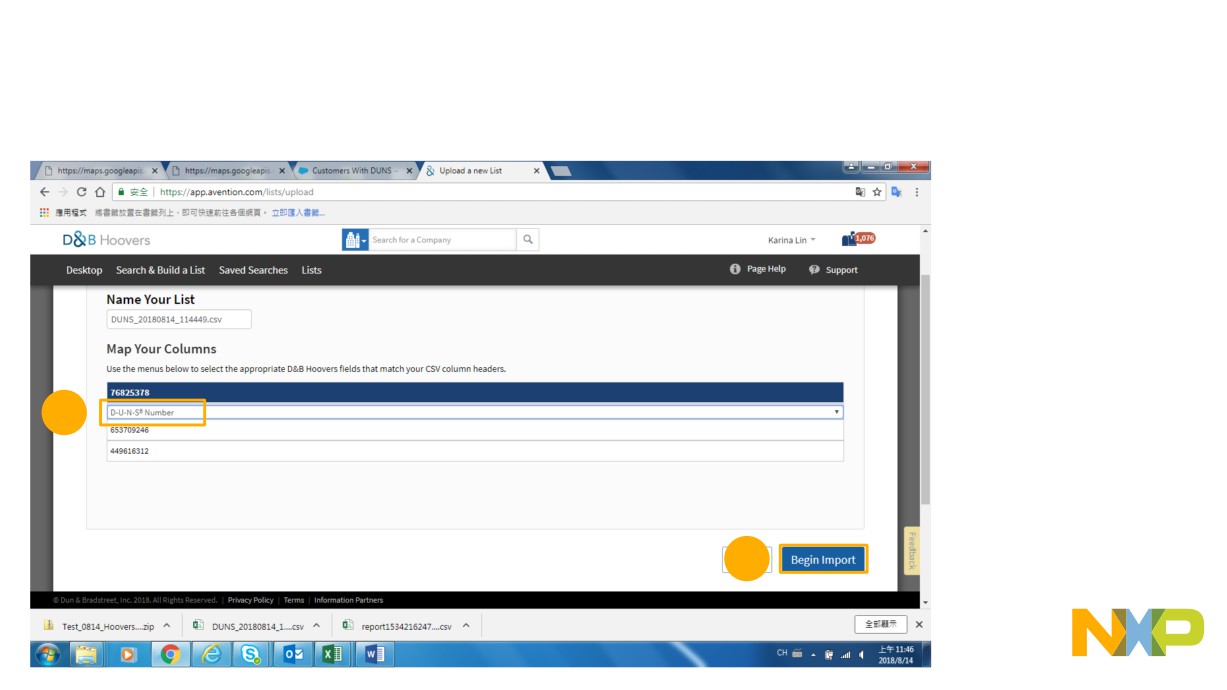 https://maps.googleapis
https://maps.googleapis
Customers With DUNS –
Upload a new List
安全 | https://app.avention.com/lists/upload
應用程式 將書籤放置在書籤列上，即可快速前往各個網頁。 立即匯入書籤...
D&B Hoovers
Search for a Company
Karina Lin
1,076
Desktop Search & Build a List Saved Searches Lists
Page Help Support
Name Your List
DUNS_20180814_114449.csv
Map Your Columns
Use the menus below to select the appropriate D&B Hoovers fields that match your CSV column headers.
76825378
D-U-N-S® Number
653709246
449616312
Begin Import
Feedback
© Dun & Bradstreet, Inc. 2018. All Rights Reserved. | Privacy Policy | Terms | Information Partners
Test_0814_Hoovers....zip
DUNS_20180814_1....csv
report1534216247....csv
全部顯示
CH
上午 11:46
2018/8/14
NXP